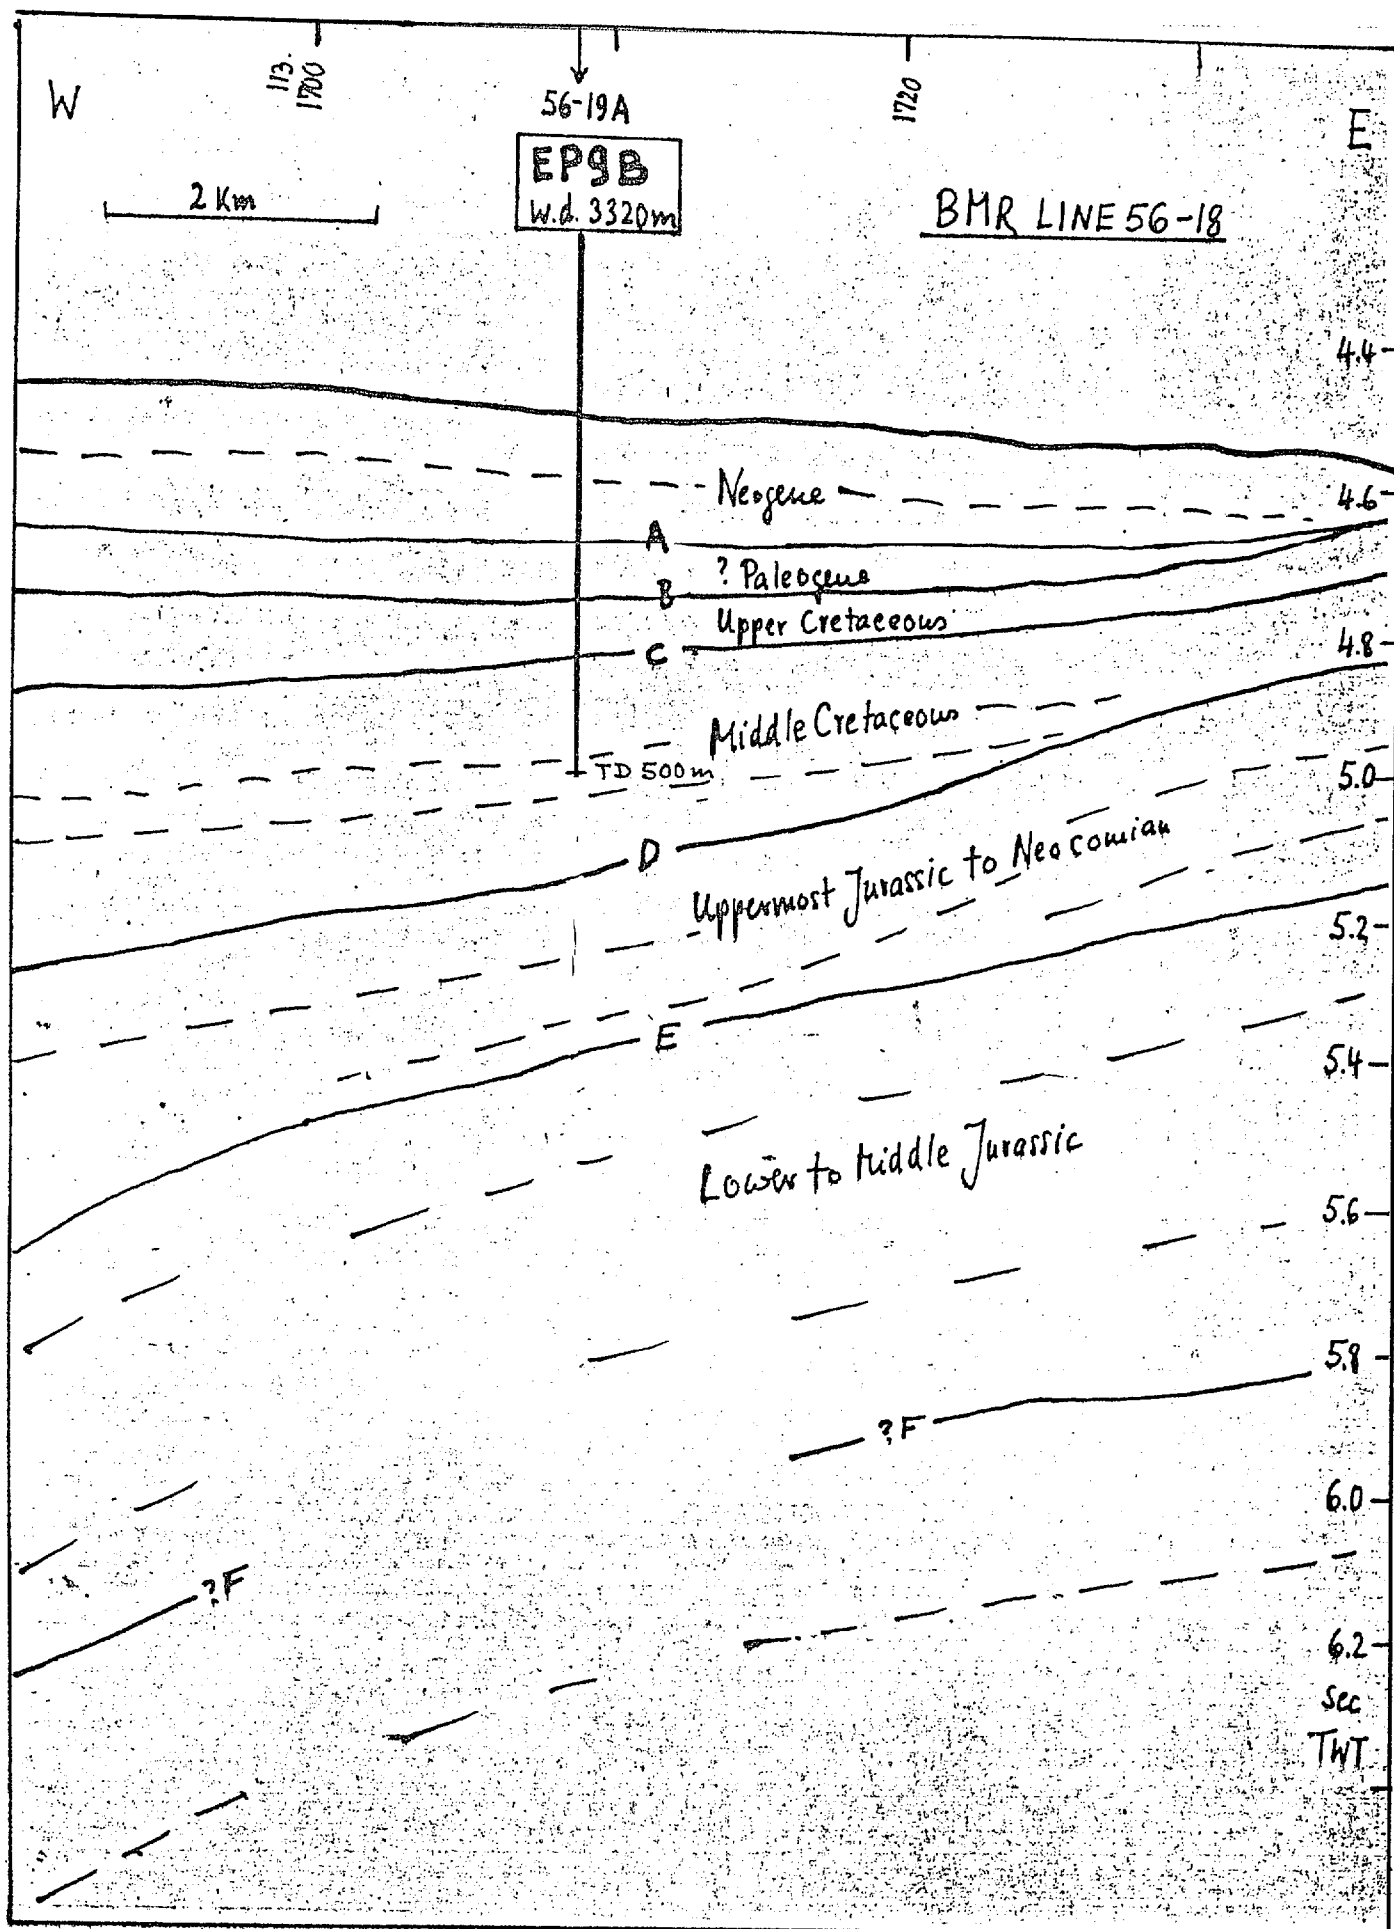 W
113.
1700
56-19A
1720
E
EP9B
W.d. 3320m
2 Km
BMR LINE 56-18
4.4
Neogene
4.6
A
? Paleogene
B
Upper Cretaceous
C
4.8
Middle Cretaceous
TD 500m
5.0
D
Uppermost Jurassic to Neocomian
5.2
E
5.4
Lower to Middle Jurassic
5.6
5.8
?F
6.0
?F
6.2
sec
TWT